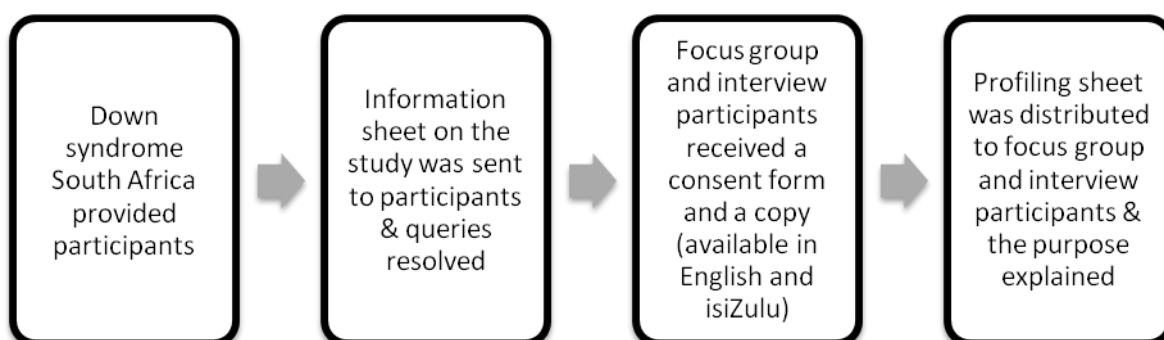 Down
syndrome
South Africa
provided
participants
Information
sheet on the
study was sent
to participants
& queries
resolved
Focus group
and interview
participants
received a
consent form
and a copy
(available in
English and
isiZulu)
Profiling sheet
was distributed
to focus group
and interview
participants &
the purpose
explained